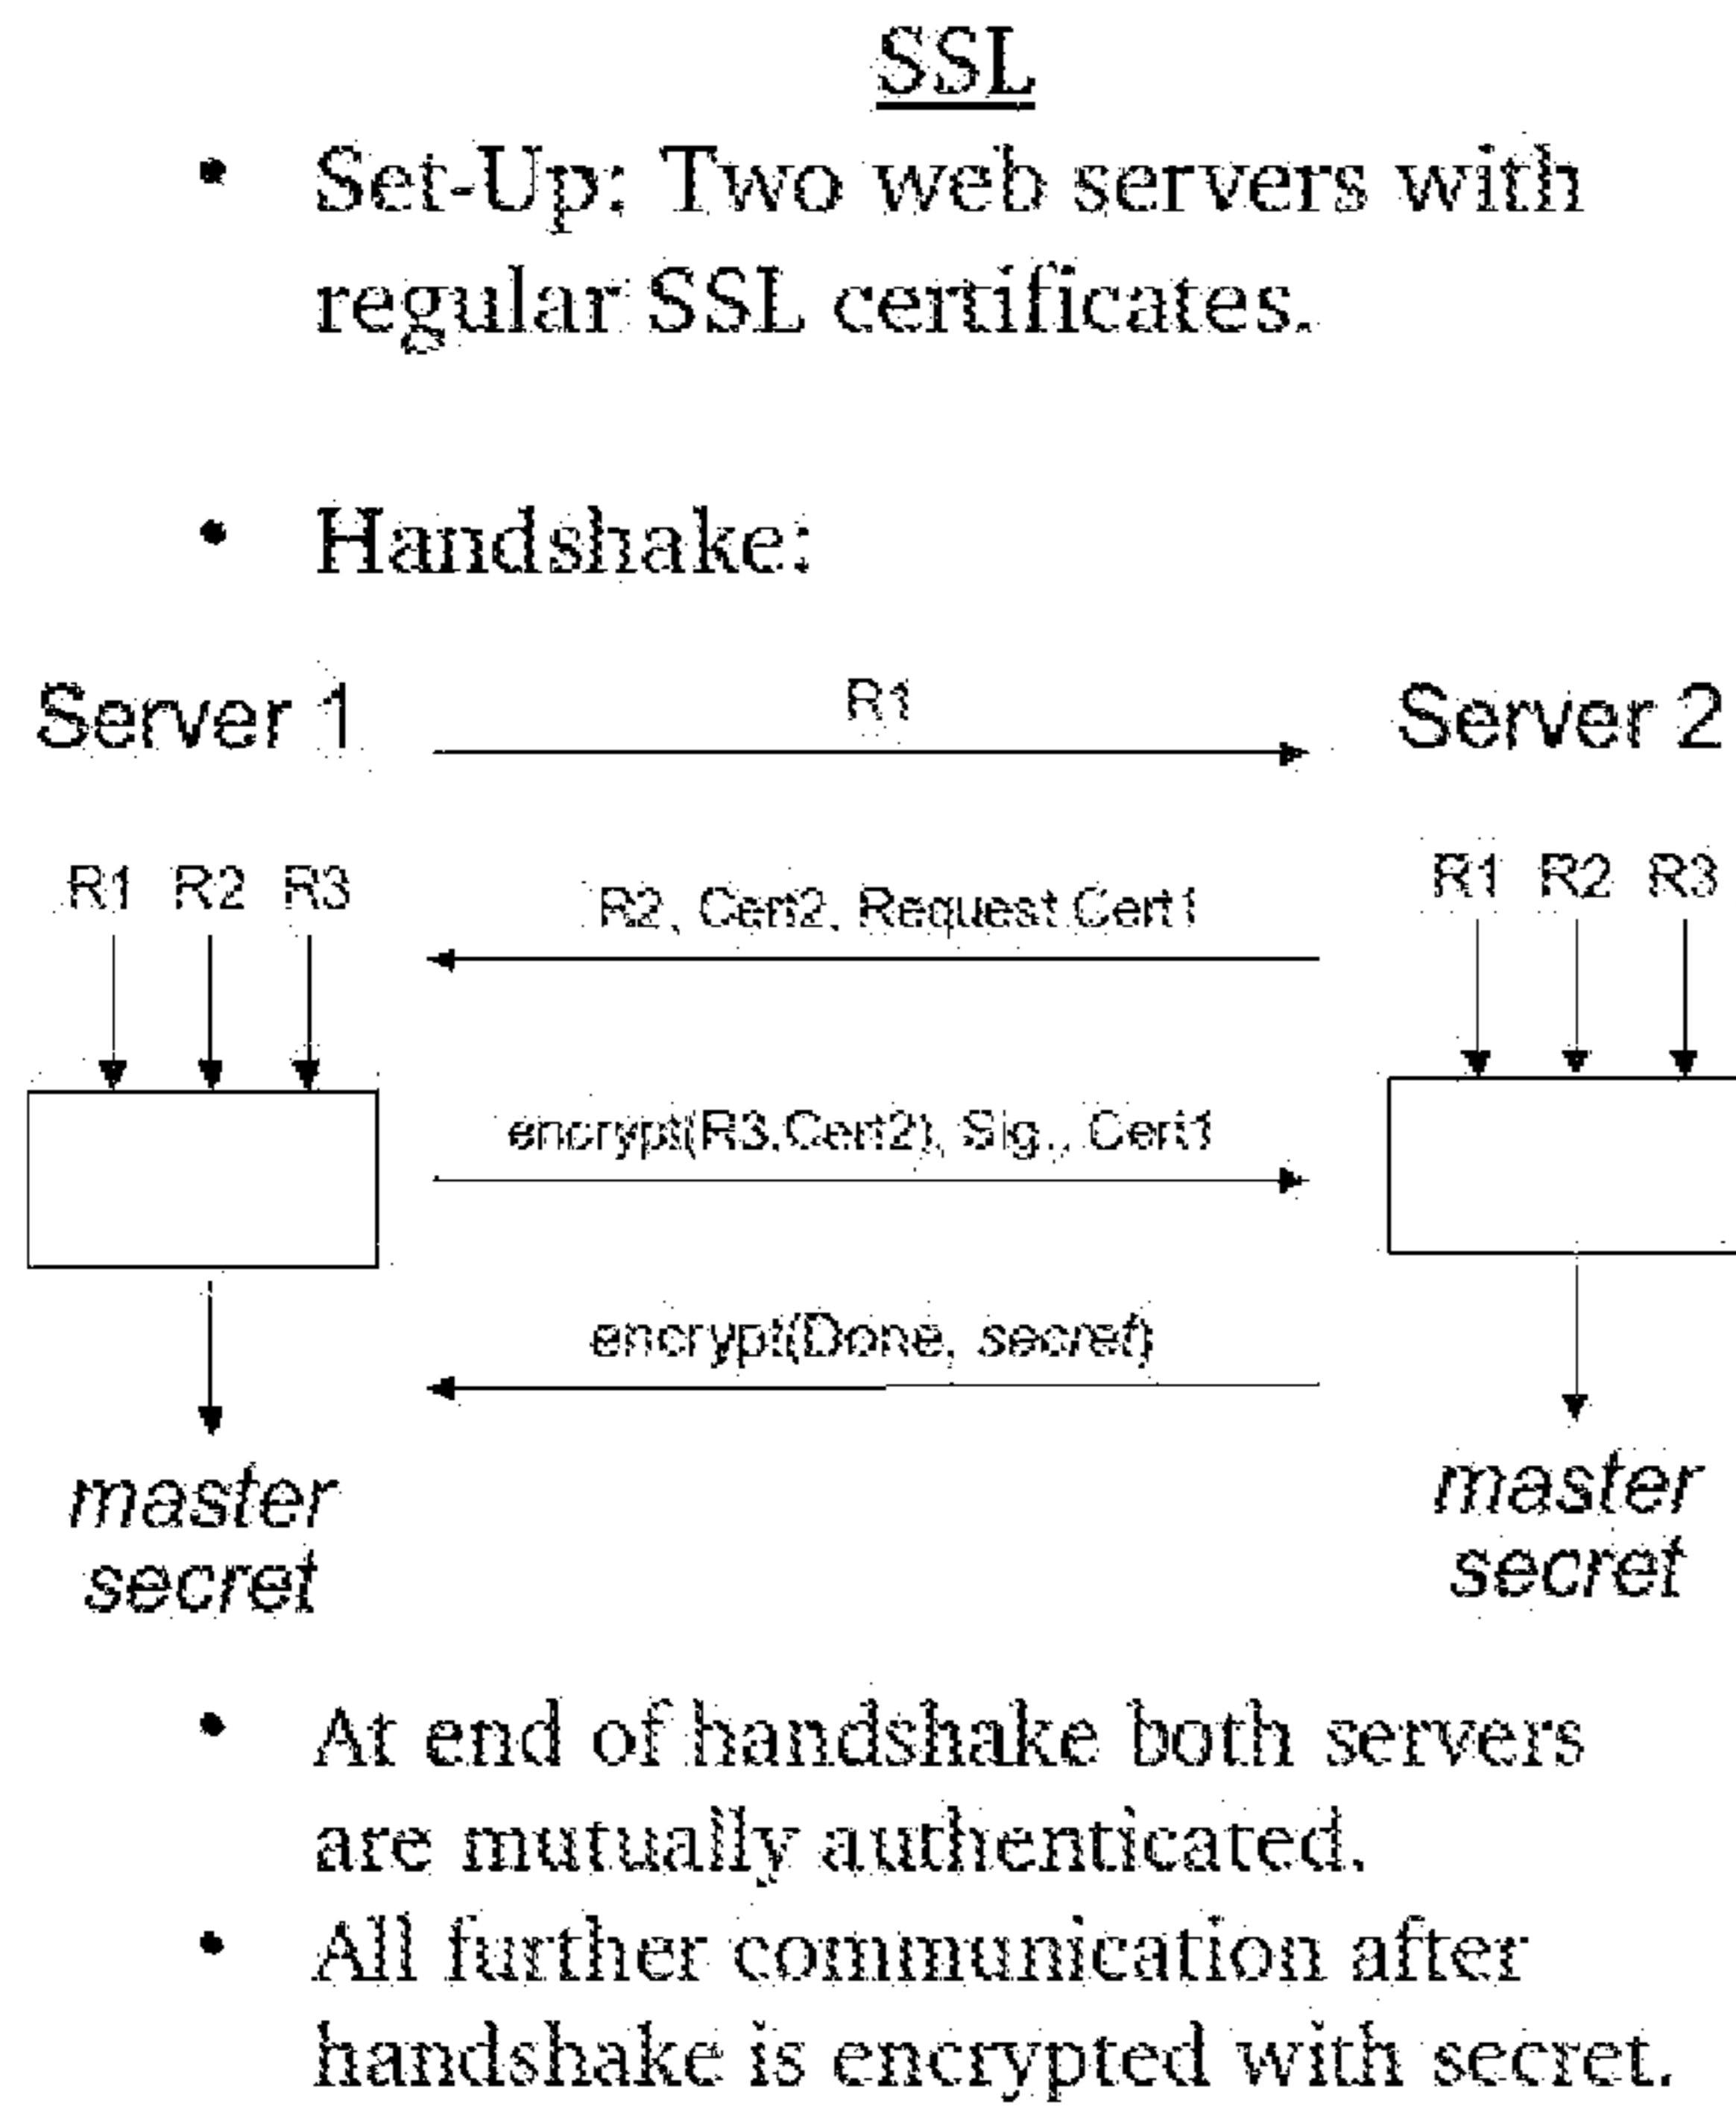 SSL
• Set-Up: Two web servers with
regular SSL certificates.
• Handshake:
Server 1
R1
Server 2
R1 R2 R3
R2, Cert2, Request Cert1
R1 R2 R3
encrypt(R3,Cert2), Sig., Cert1
encrypt(Done, secret)
master
secret
master
secret
• At end of handshake both servers
are mutually authenticated.
• All further communication after
handshake is encrypted with secret.